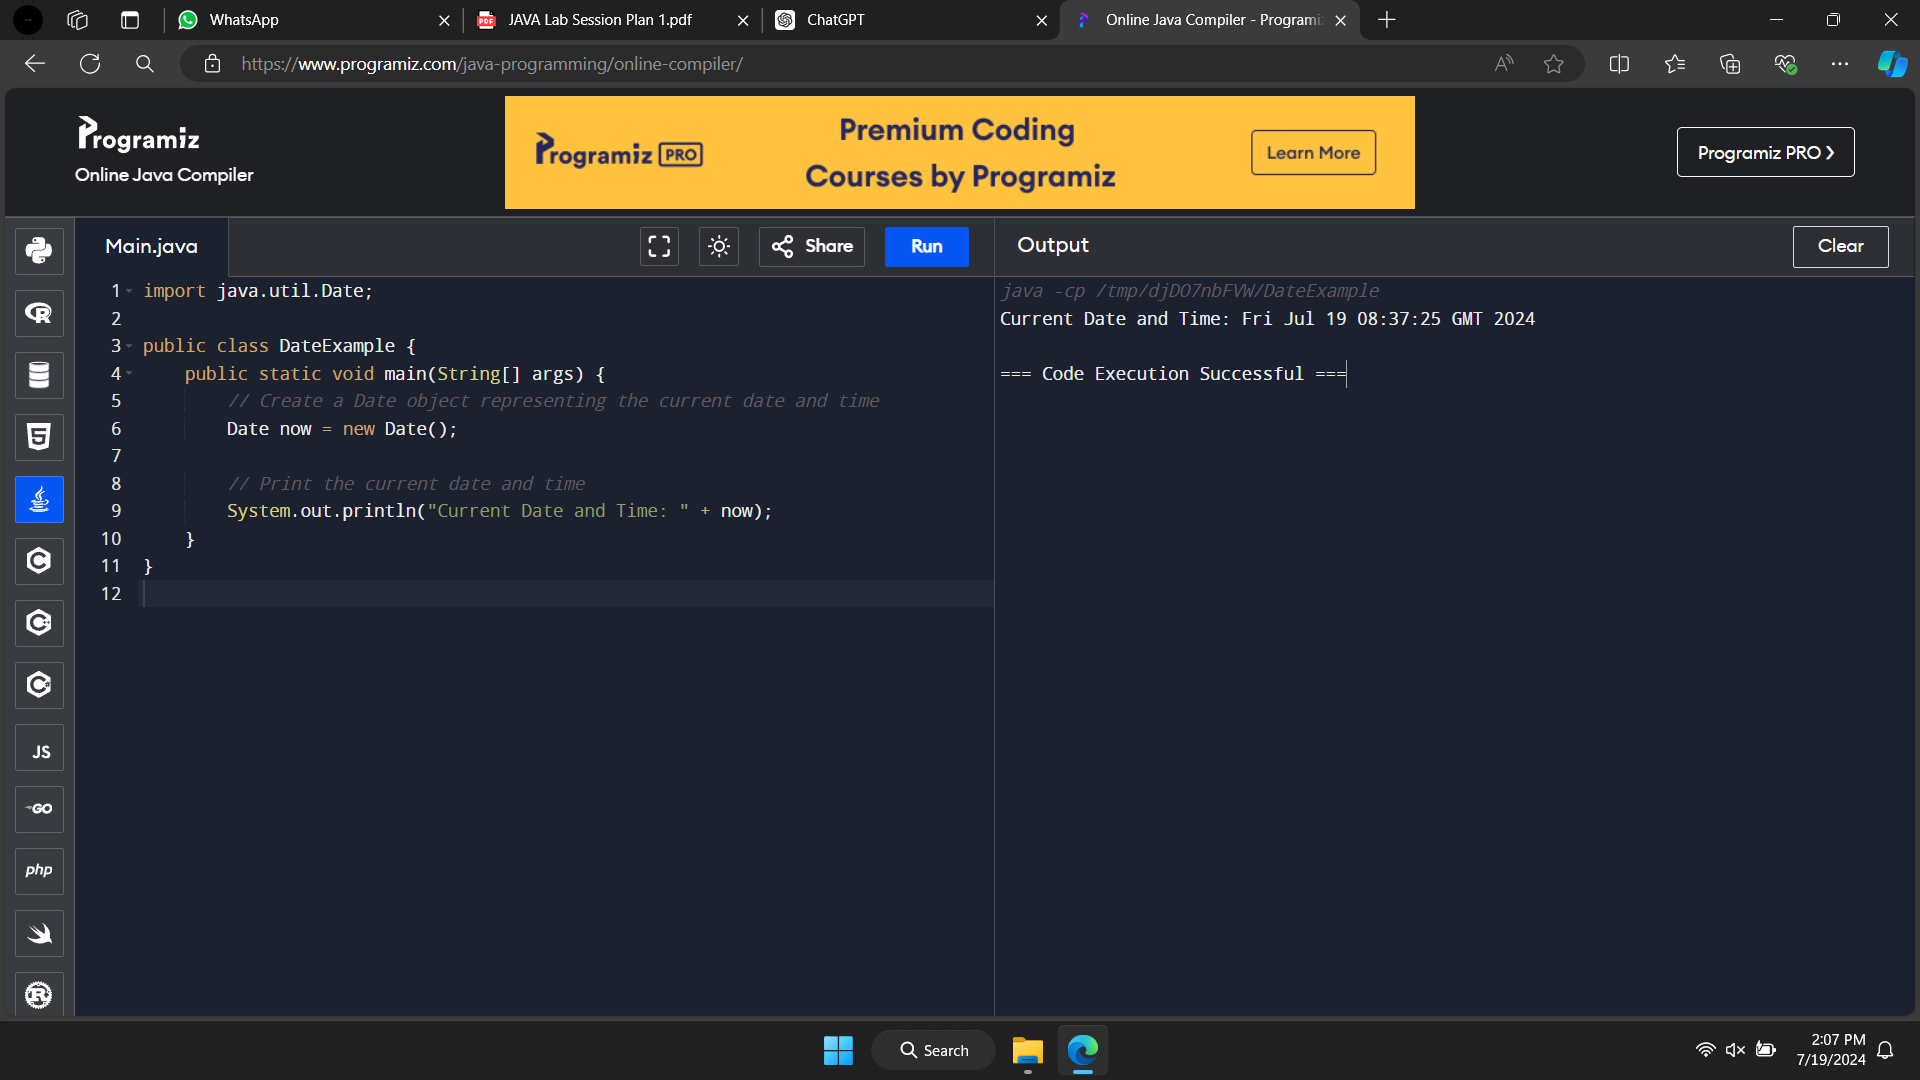 WhatsApp
JAVA Lab Session Plan 1.pdf
ChatGPT
Online Java Compiler - Programiz
https://www.programiz.com/java-programming/online-compiler/
Programiz
Online Java Compiler
Programiz PRO
Premium Coding
Courses by Programiz
Learn More
Programiz PRO
Main.java
Share
Run
Output
Clear
1 import java.util.Date;
2
3 public class DateExample {
4     public static void main(String[] args) {
5         // Create a Date object representing the current date and time
6         Date now = new Date();
7
8         // Print the current date and time
9         System.out.println("Current Date and Time: " + now);
10     }
11 }
12
java -cp /tmp/djDO7nbFVW/DateExample
Current Date and Time: Fri Jul 19 08:37:25 GMT 2024
=== Code Execution Successful ===
JS
GO
php
Search
2:07 PM
7/19/2024